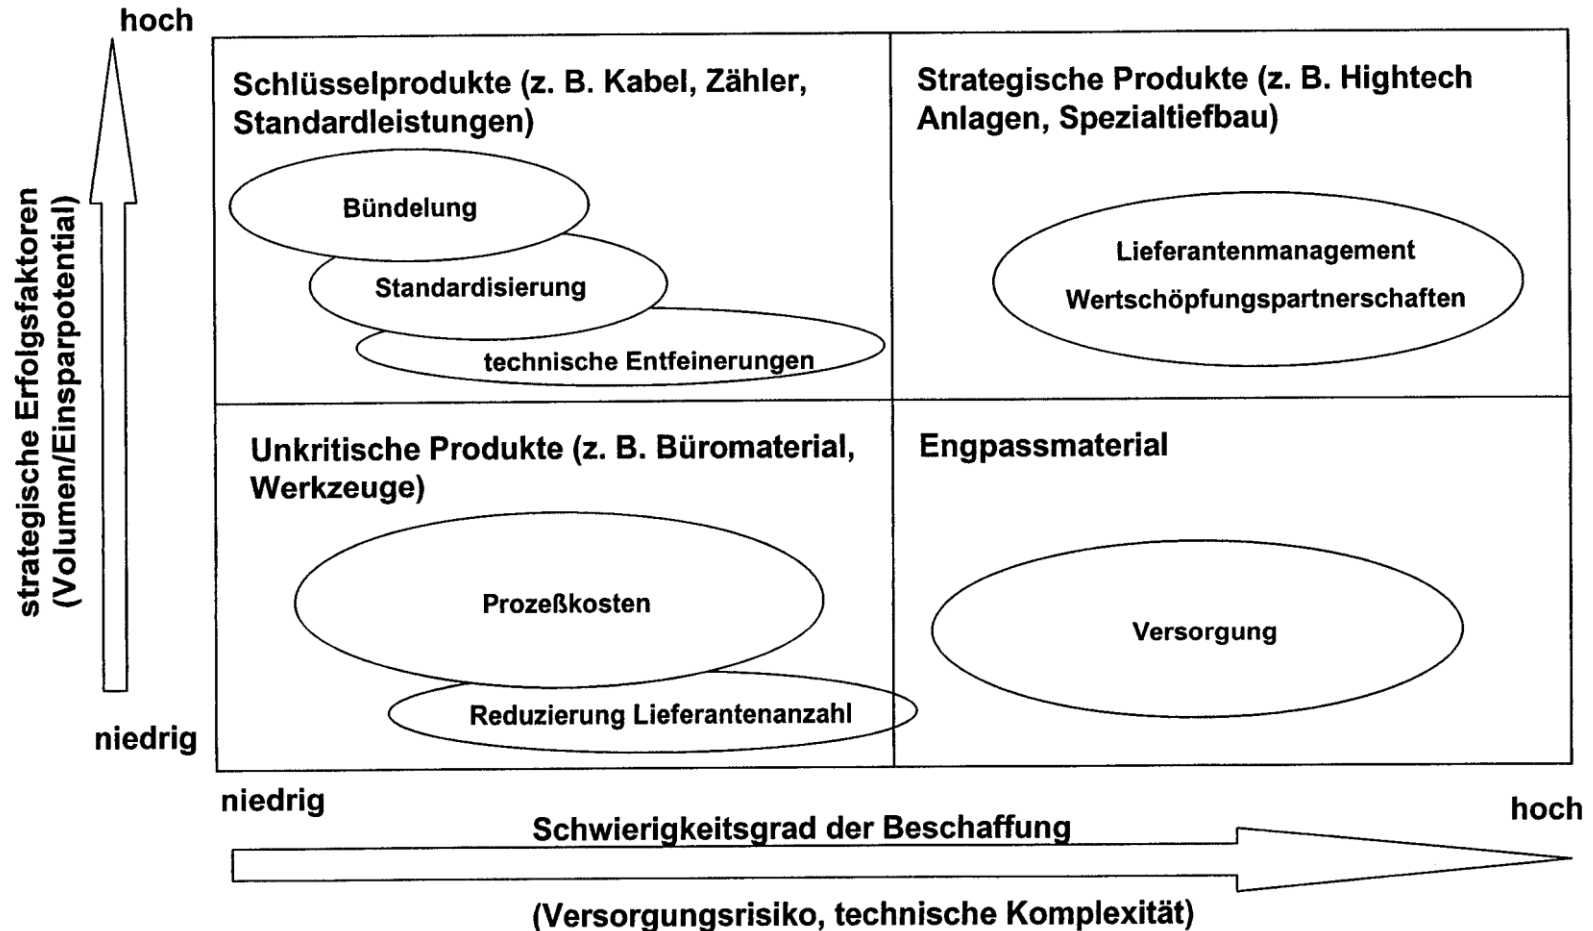 hoch
Schlüsselprodukte (z. B. Kabel, Zähler,
Standardleistungen)
Bündelung
Standardisierung
technische Entfeinerungen
Strategische Produkte (z. B. Hightech
Anlagen, Spezialtiefbau)
Lieferantenmanagement
Wertschöpfungspartnerschaften
strategische Erfolgsfaktoren
(Volumen/Einsparpotential)
Unkritische Produkte (z. B. Büromaterial,
Werkzeuge)
Prozeßkosten
Reduzierung Lieferantenanzahl
Engpassmaterial
Versorgung
niedrig
niedrig
hoch
Schwierigkeitsgrad der Beschaffung
(Versorgungsrisiko, technische Komplexität)